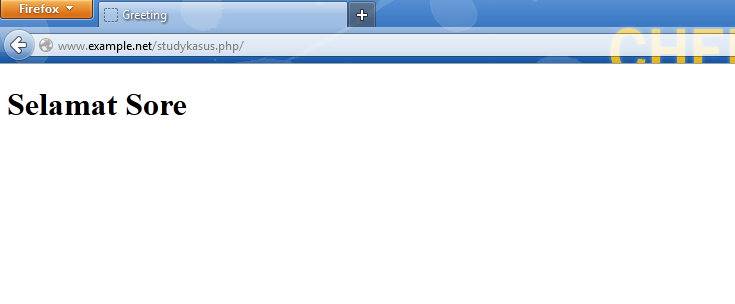 Firefox
Greeting
www.example.net/studykasus.php/
Selamat Sore